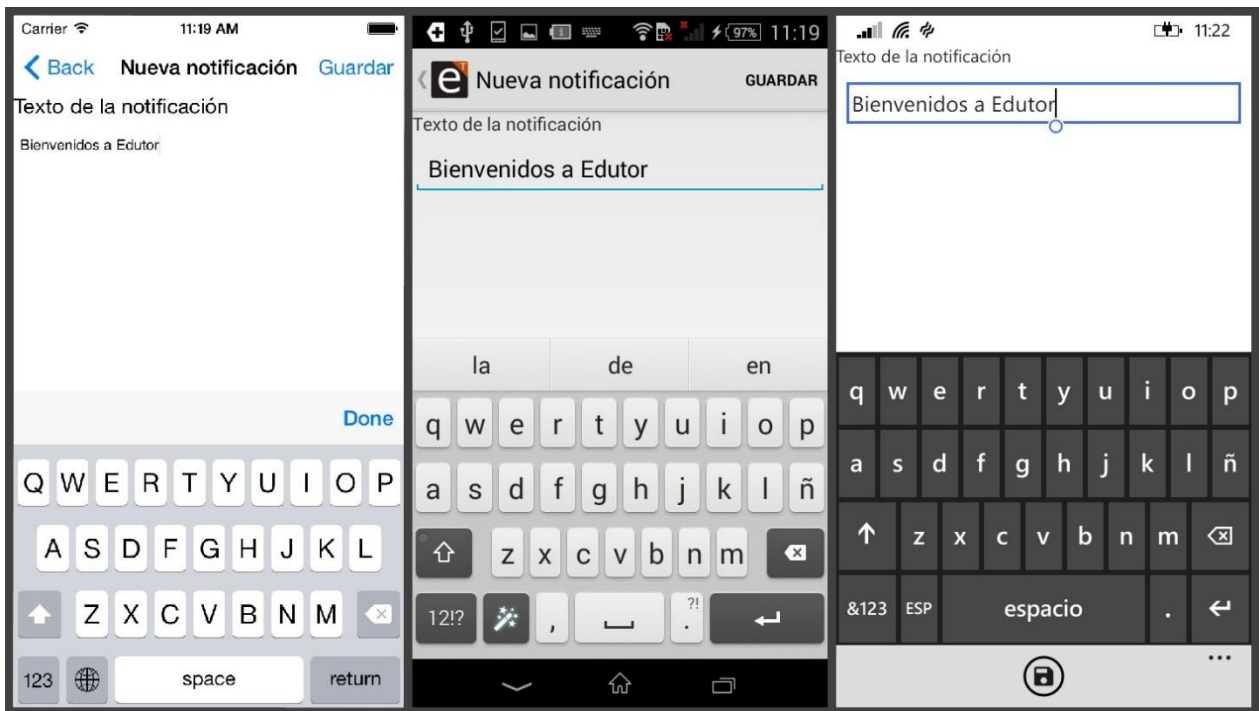 Carrier 11:19 AM
Back Nueva notificación Guardar
Texto de la notificación
Bienvenidos a Edutor
Done
Q W E R T Y U I O P
A S D F G H J K L
Z X C V B N M
123 space return
1 97% 11:19
e T Nueva notificación GUARDAR
Texto de la notificación
Bienvenidos a Edutor
la de en
q w e r t y u i o p
a s d f g h j k l ñ
z x c v b n m
12!? , ?! .
11:22
Texto de la notificación
Bienvenidos a Edutor
q w e r t y u i o p
a s d f g h j k l ñ
z x c v b n m
&123 ESP espacio .
...